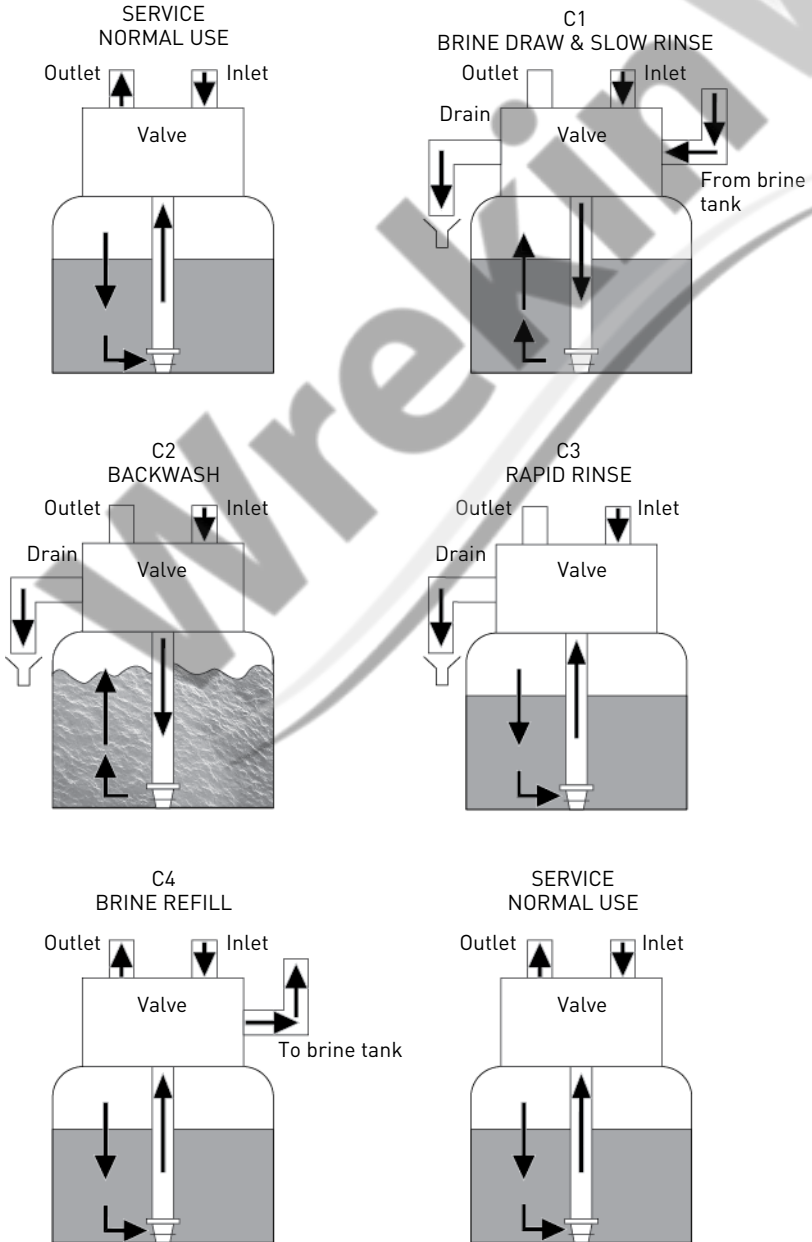 SERVICE
NORMAL USE
Outlet
Inlet
Valve
C1
BRINE DRAW & SLOW RINSE
Outlet
Inlet
Drain
Valve
From brine
tank
C2
BACKWASH
Outlet
Inlet
Drain
Valve
C3
RAPID RINSE
Outlet
Inlet
Drain
Valve
C4
BRINE REFILL
Outlet
Inlet
Valve
To brine tank
SERVICE
NORMAL USE
Outlet
Inlet
Valve
Wrekinw